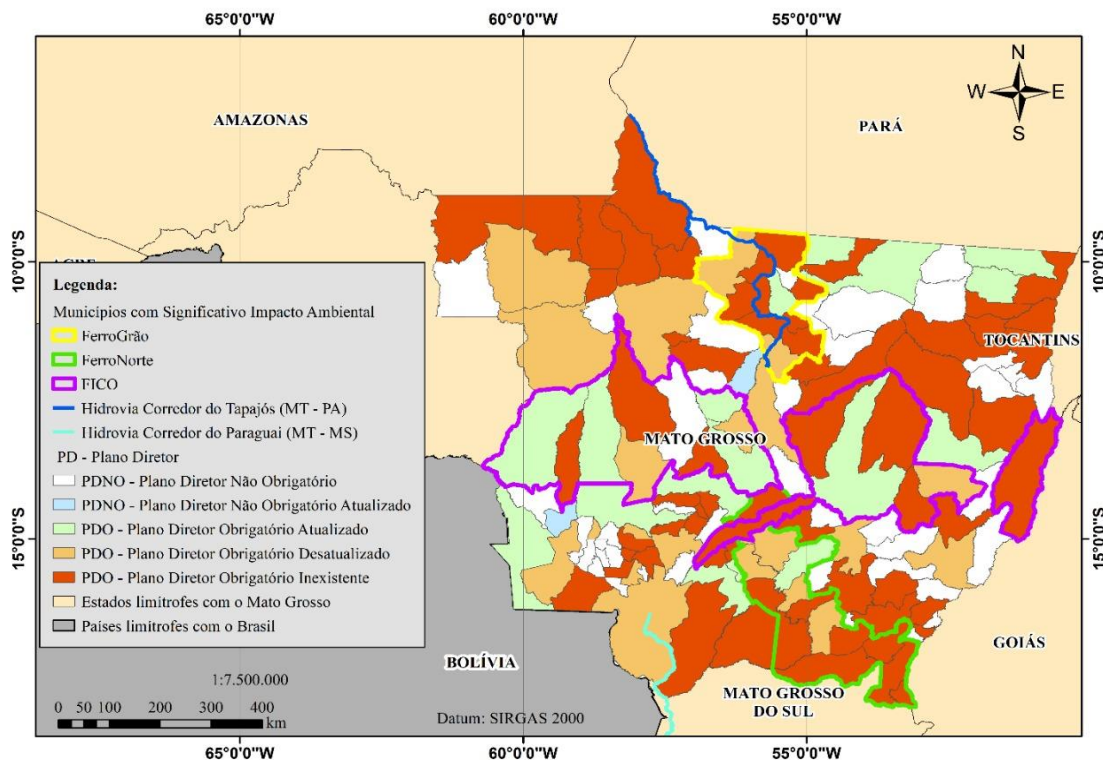 65°0'0"W 60°0'0"W 55°0'0"W
N
W E
S
AMAZONAS
PARÁ
10°0'0"S 10°0'0"S
ACRE
TOCANTINS
MATO GROSSO
15°0'0"S 15°0'0"S
GOIÁS
BOLÍVIA
MATO GROSSO
DO SUL
Legenda:
Municípios com Significativo Impacto Ambiental
FerroGrão
FerroNorte
FICO
Hidrovia Corredor do Tapajós (MT - PA)
Hidrovia Corredor do Paraguai (MT - MS)
PD - Plano Diretor
PDNO - Plano Diretor Não Obrigatório
PDNO - Plano Diretor Não Obrigatório Atualizado
PDO - Plano Diretor Obrigatório Atualizado
PDO - Plano Diretor Obrigatório Desatualizado
PDO - Plano Diretor Obrigatório Inexistente
Estados limítrofes com o Mato Grosso
Países limítrofes com o Brasil
1:7.500.000
0 50 100 200 300 400
km
Datum: SIRGAS 2000
65°0'0"W 60°0'0"W 55°0'0"W